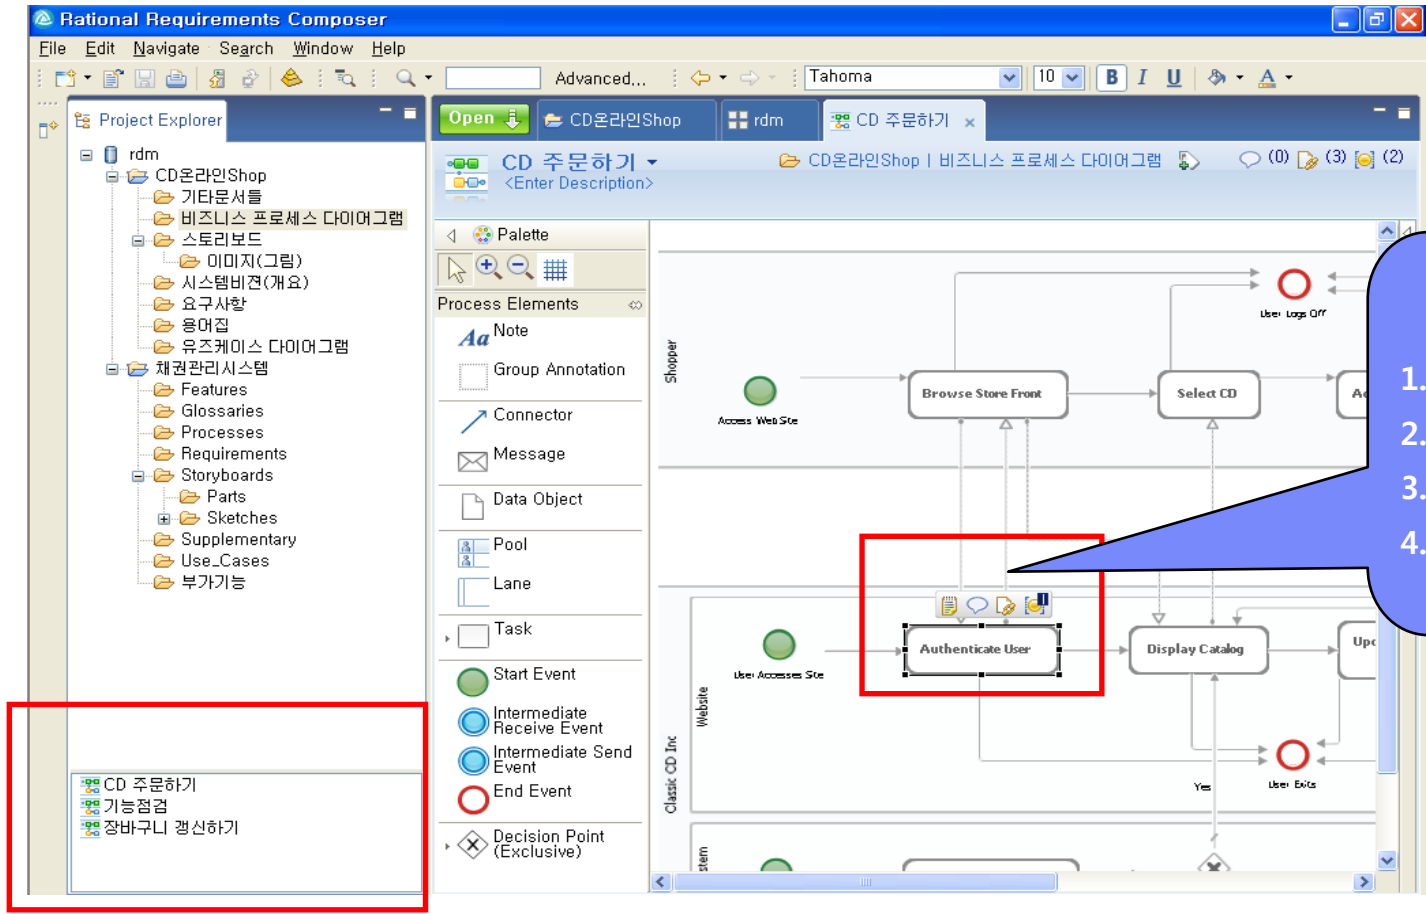 Rational Requirements Composer
File Edit Navigate Search Window Help
Advanced...
Tahoma
10
B I U A
Project Explorer
rdm
CD온라인Shop
기타문서들
비즈니스 프로세스 다이어그램
스토리보드
이미지(그림)
시스템비젼(개요)
요구사항
용어집
유즈케이스 다이어그램
채권관리시스템
Features
Glossaries
Processes
Requirements
Storyboards
Parts
Sketches
Supplementary
Use_Cases
부가기능
CD 주문하기
기능점검
장바구니 갱신하기
Open
CD온라인Shop
rdm
CD 주문하기
CD 주문하기
<Enter Description>
CD온라인Shop | 비즈니스 프로세스 다이어그램
(0) (3) (2)
Palette
Process Elements
Aa Note
Group Annotation
Connector
Message
Data Object
Pool
Lane
Task
Start Event
Intermediate
Receive Event
Intermediate Send
Event
End Event
Decision Point
(Exclusive)
Shopper
Access Web Site
Browse Store Front
Select CD
User Logs Off
Classic CD Inc
Website
User Accesses Site
Authenticate User
Display Catalog
User Exits
Yes
1.
2.
3.
4.